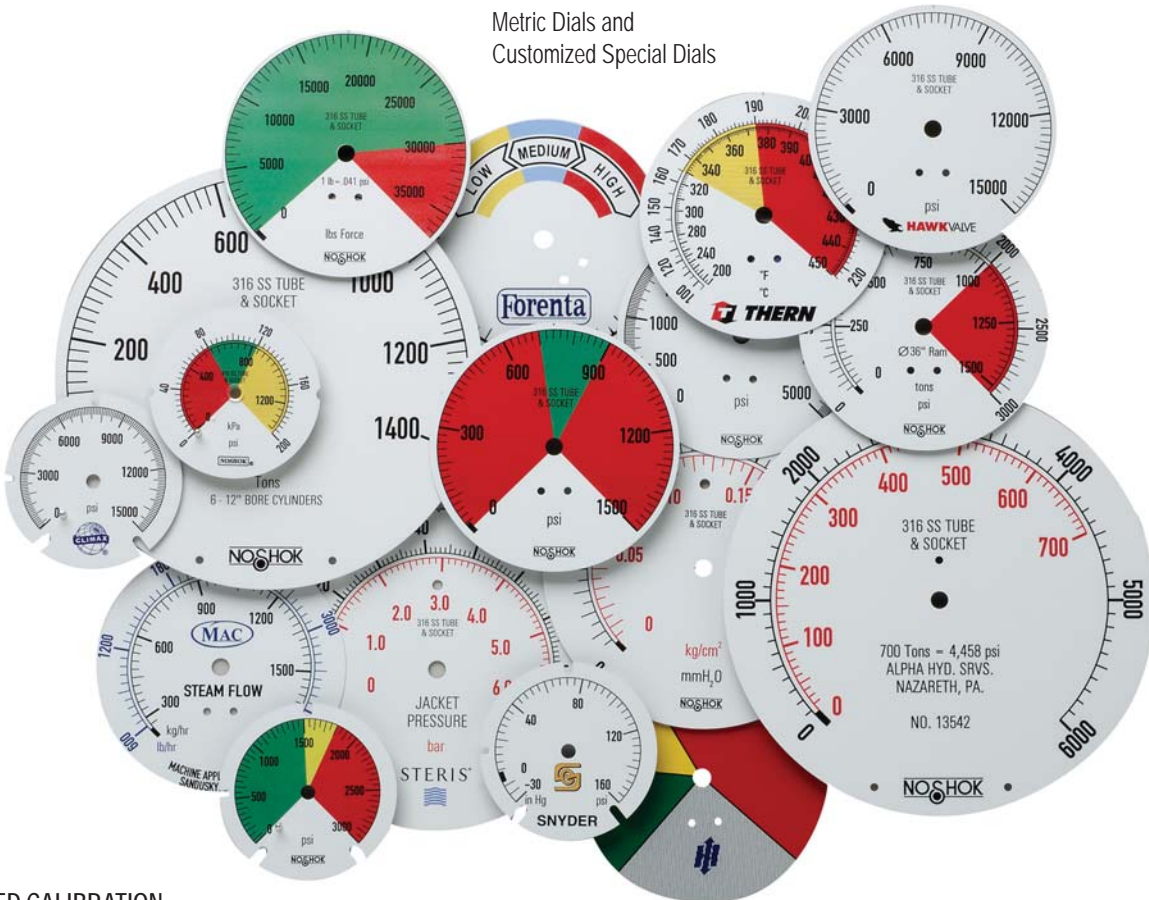 Metric Dials and
Customized Special Dials
0
5000
10000
15000
20000
25000
30000
35000
316 SS TUBE
& SOCKET
1 lb = .041 psi
lbs Force
NOSHOK
LOW
MEDIUM
HIGH
Forenta
100
120
140
150
160
170
180
190
230
200
240
280
300
320
340
360
380
390
440
450
316 SS TUBE
& SOCKET
°F
°C
THERN
0
3000
6000
9000
12000
15000
316 SS TUBE
& SOCKET
psi
HAWKVALVE
200
400
600
1000
1200
1400
316 SS TUBE
& SOCKET
Tons
6 - 12" BORE CYLINDERS
NOSHOK
0
40
80
120
160
200
0
400
800
1200
kPa
psi
NOSHOK
0
3000
6000
9000
12000
15000
psi
CLIMAX
0
300
600
900
1200
1500
316 SS TUBE
& SOCKET
psi
NOSHOK
0
500
1000
5000
psi
NOSHOK
0
250
750
1000
1250
1500
0
2000
2500
3000
316 SS TUBE
& SOCKET
Ø36" Ram
tons
psi
NOSHOK
0
1000
2000
4000
5000
6000
0
100
200
300
400
500
600
700
316 SS TUBE
& SOCKET
700 Tons = 4,458 psi
ALPHA HYD. SRVS.
NAZARETH, PA.
NO. 13542
NOSHOK
0
0.05
0.15
316 SS TUBE
& SOCKET
kg/cm²
mmH₂O
NOSHOK
600
1200
3000
300
600
900
1200
1500
MAC
STEAM FLOW
kg/hr
lb/hr
MACHINE APPL
SANDUSKY
0
1.0
2.0
3.0
4.0
5.0
316 SS TUBE
& SOCKET
JACKET
PRESSURE
bar
STERIS®
0
500
1000
1500
2000
2500
3000
psi
NOSHOK
-30
0
40
80
120
160
in Hg
psi
SNYDER
ED CALIBRATION